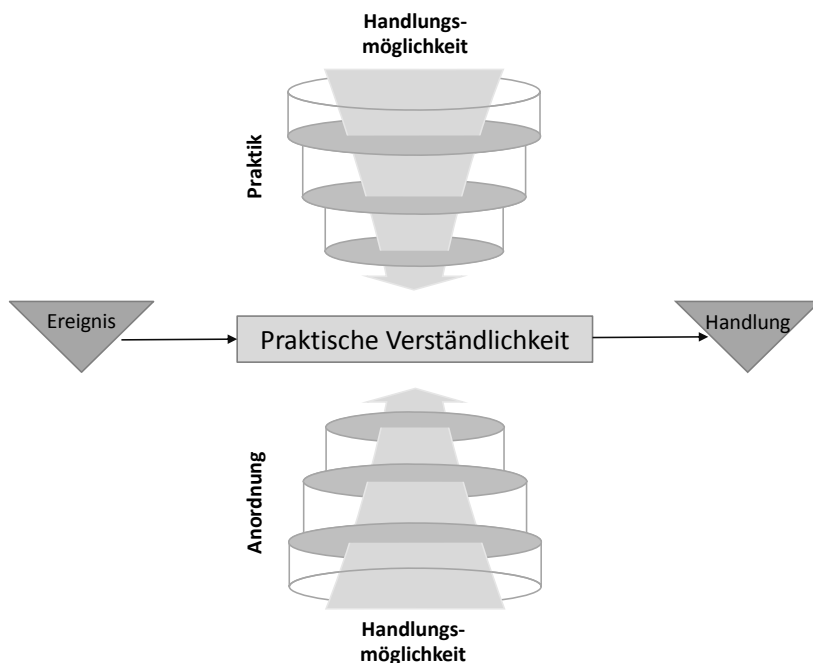 Handlungs-
möglichkeit
Praktik
Ereignis
Praktische Verständlichkeit
Handlung
Anordnung
Handlungs-
möglichkeit